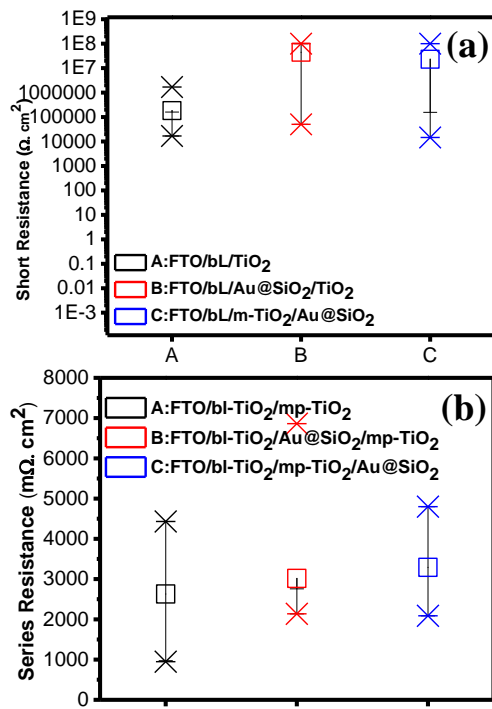 1E9
(a)
1E8
1E7
1000000
100000
10000
1000
100
10
1
0.1
0.01
1E-3
Short Resistance (Ω. cm²)
A:FTO/bL/TiO₂
B:FTO/bL/Au@SiO₂/TiO₂
C:FTO/bL/m-TiO₂/Au@SiO₂
A B C
8000
(b)
7000
6000
5000
4000
3000
2000
1000
0
Series Resistance (mΩ. cm²)
A:FTO/bl-TiO₂/mp-TiO₂
B:FTO/bl-TiO₂/Au@SiO₂/mp-TiO₂
C:FTO/bl-TiO₂/mp-TiO₂/Au@SiO₂